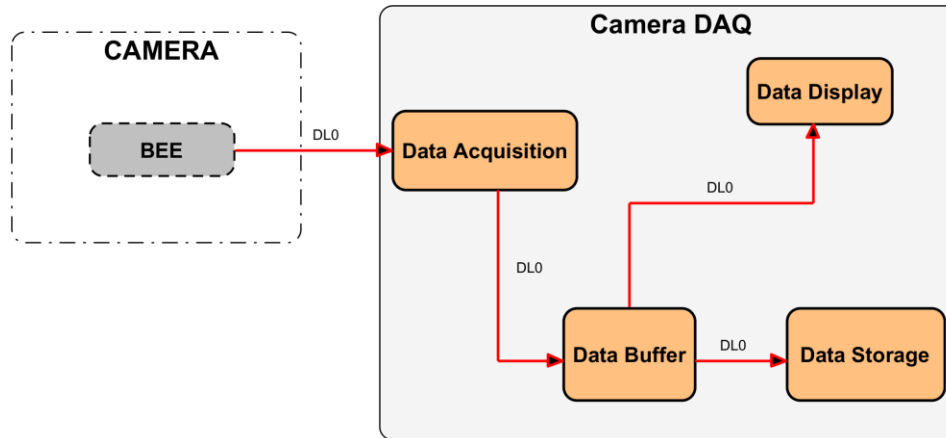 Camera DAQ
CAMERA
Data Display
DL0
BEE
Data Acquisition
DL0
DL0
DL0
Data Buffer
Data Storage